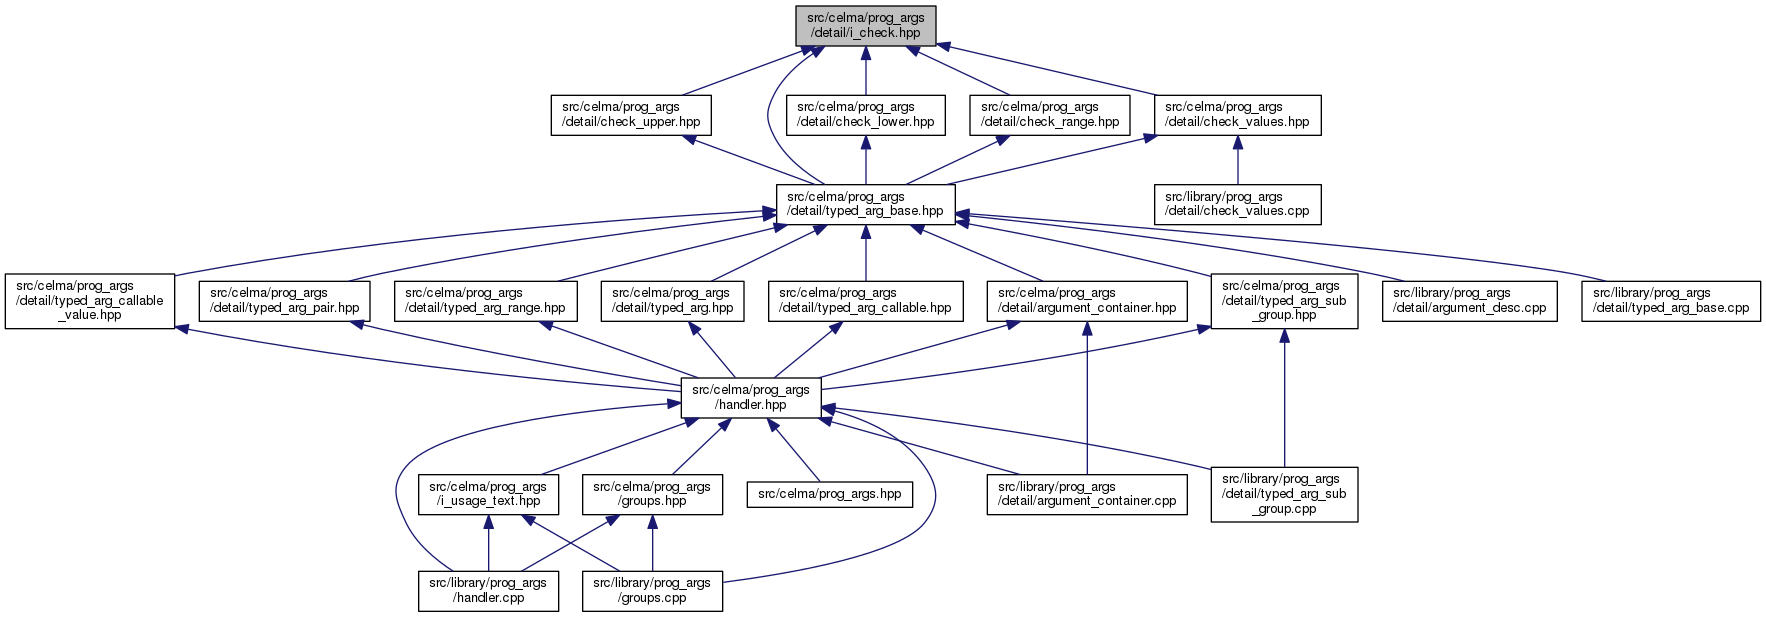 src/celma/prog_args
/detail/i_check.hpp
src/celma/prog_args
/detail/check_upper.hpp
src/celma/prog_args
/detail/check_lower.hpp
src/celma/prog_args
/detail/check_range.hpp
src/celma/prog_args
/detail/check_values.hpp
src/celma/prog_args
/detail/typed_arg_base.hpp
src/library/prog_args
/detail/check_values.cpp
src/celma/prog_args
/detail/typed_arg_callable
_value.hpp
src/celma/prog_args
/detail/typed_arg_pair.hpp
src/celma/prog_args
/detail/typed_arg_range.hpp
src/celma/prog_args
/detail/typed_arg.hpp
src/celma/prog_args
/detail/typed_arg_callable.hpp
src/celma/prog_args
/detail/argument_container.hpp
src/celma/prog_args
/detail/typed_arg_sub
_group.hpp
src/library/prog_args
/detail/argument_desc.cpp
src/library/prog_args
/detail/typed_arg_base.cpp
src/celma/prog_args
/handler.hpp
src/celma/prog_args
/i_usage_text.hpp
src/celma/prog_args
/groups.hpp
src/celma/prog_args.hpp
src/library/prog_args
/detail/argument_container.cpp
src/library/prog_args
/detail/typed_arg_sub
_group.cpp
src/library/prog_args
/handler.cpp
src/library/prog_args
/groups.cpp